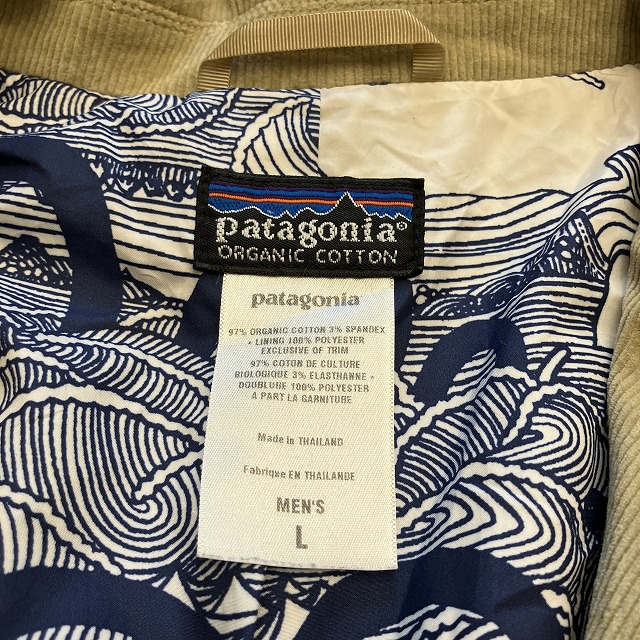 patagonia®
ORGANIC COTTON
patagonia
97% ORGANIC COTTON 3% SPANDEX
• LINING 100% POLYESTER
EXCLUSIVE OF TRIM
97% COTON DE CULTURE
BIOLOGIQUE 3% ELASTHANNE •
DOUBLURE 100% POLYESTER
A PART LA GARNITURE
Made in THAILAND
Fabrique EN THAILANDE
MEN'S
L